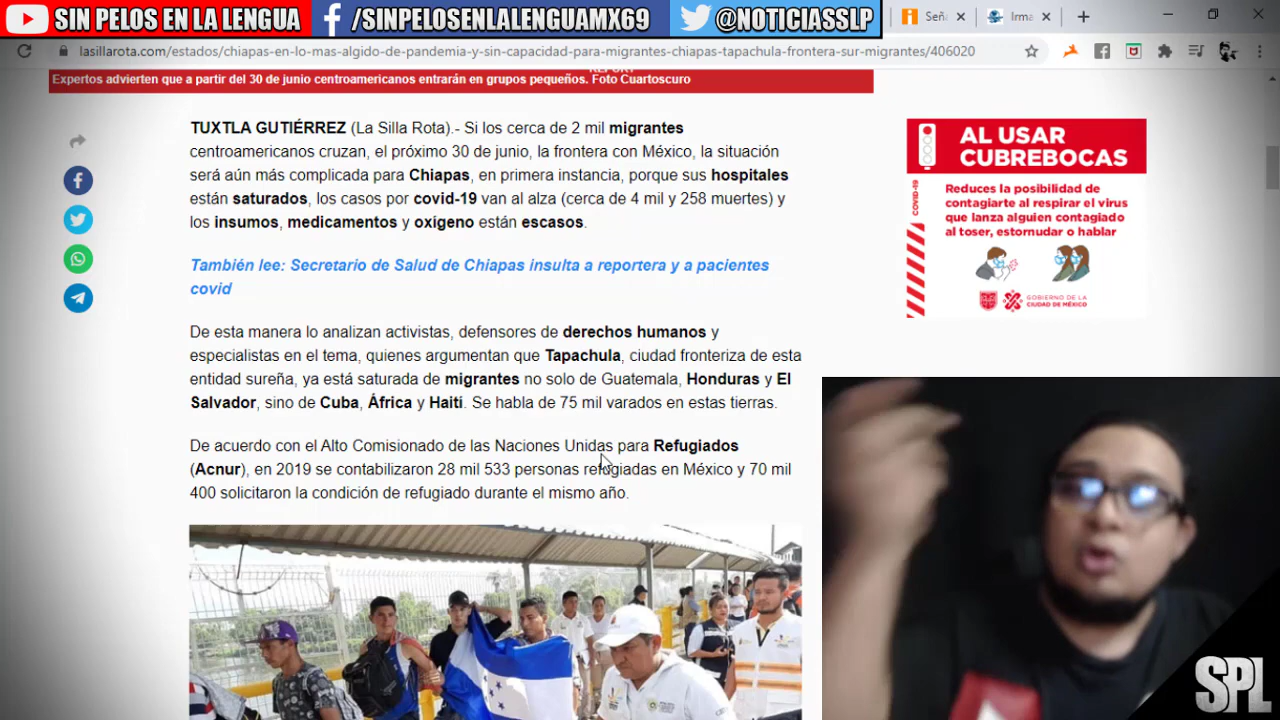 SIN PELOS EN LA LENGUA
/SINPELOSENLALENGUAMX69
@NOTICIASSLP
Seña
Irma
lasillarota.com/estados/chiapas-en-lo-mas-algido-de-pandemia-y-sin-capacidad-para-migrantes-chiapas-tapachula-frontera-sur-migrantes/406020
Expertos advierten que a partir del 30 de junio centroamericanos entrarán en grupos pequeños. Foto Cuartoscuro
TUXTLA GUTIÉRREZ (La Silla Rota).- Si los cerca de 2 mil migrantes
centroamericanos cruzan, el próximo 30 de junio, la frontera con México, la situación
será aún más complicada para Chiapas, en primera instancia, porque sus hospitales
están saturados, los casos por covid-19 van al alza (cerca de 4 mil y 258 muertes) y
los insumos, medicamentos y oxígeno están escasos.
También lee: Secretario de Salud de Chiapas insulta a reportera y a pacientes
covid
De esta manera lo analizan activistas, defensores de derechos humanos y
especialistas en el tema, quienes argumentan que Tapachula, ciudad fronteriza de esta
entidad sureña, ya está saturada de migrantes no solo de Guatemala, Honduras y El
Salvador, sino de Cuba, África y Haití. Se habla de 75 mil varados en estas tierras.
De acuerdo con el Alto Comisionado de las Naciones Unidas para Refugiados
(Acnur), en 2019 se contabilizaron 28 mil 533 personas refugiadas en México y 70 mil
400 solicitaron la condición de refugiado durante el mismo año.
AL USAR
CUBREBOCAS
COVID-19
Reduces la posibilidad de
contagiarte al respirar el virus
que lanza alguien contagiado
al toser, estornudar o hablar
GOBIERNO DE LA
CIUDAD DE MÉXICO
SPL